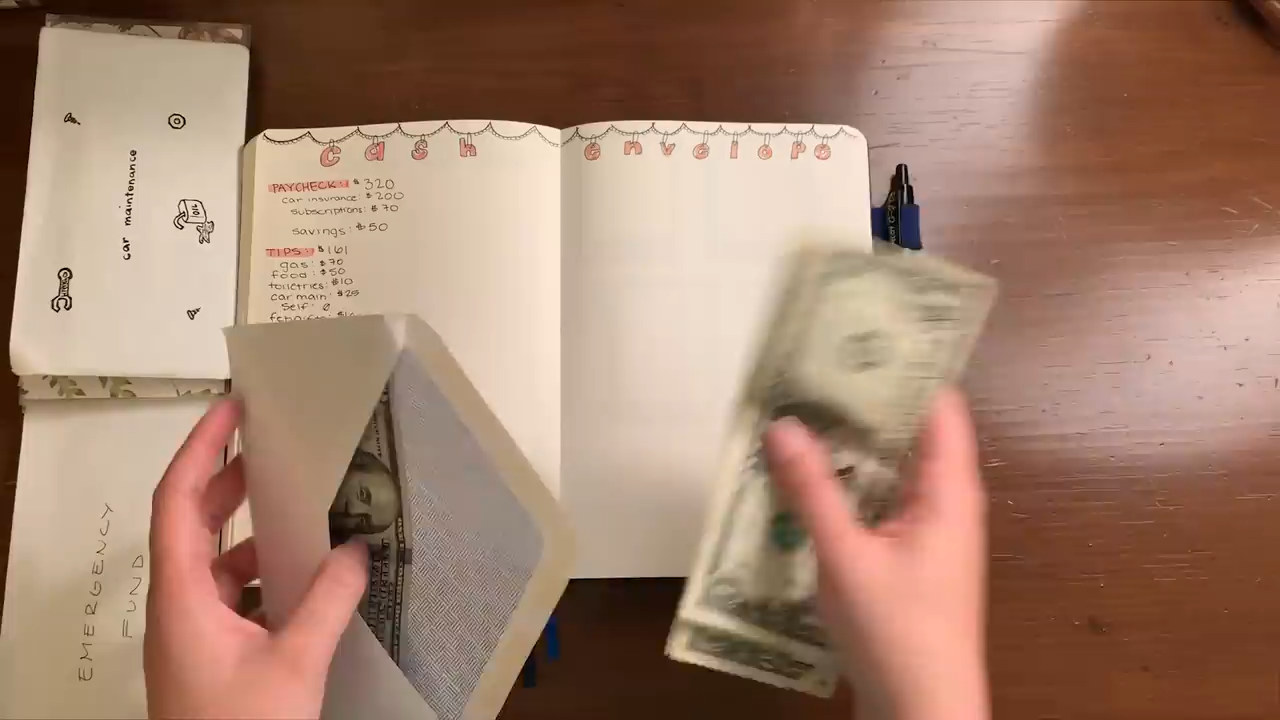 car maintenance
OIL
EMERGENCY
FUND
Cash envelope
PAYCHECK: $320
car insurance: $200
subscriptions: $70
savings: $50
TIPS: $161
gas: $70
food: $50
toiletries: $10
car main: $25
self: 0